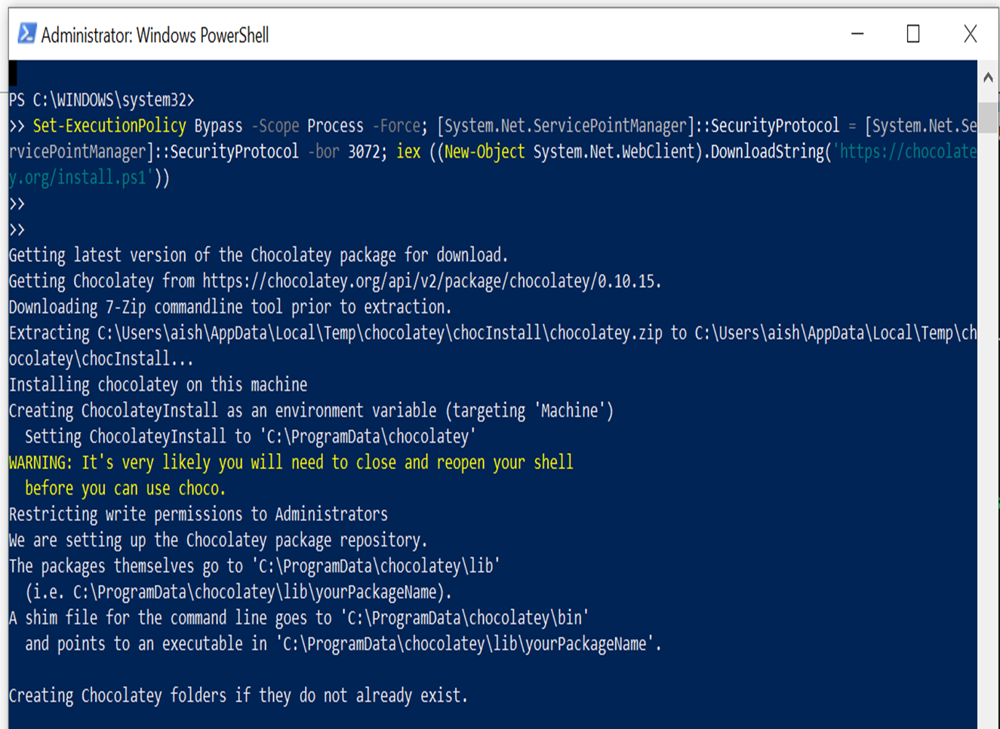 Administrator: Windows PowerShell
PS C:\WINDOWS\system32>
>> Set-ExecutionPolicy Bypass -Scope Process -Force; [System.Net.ServicePointManager]::SecurityProtocol = [System.Net.Se
rvicePointManager]::SecurityProtocol -bor 3072; iex ((New-Object System.Net.WebClient).DownloadString('https://chocolate
y.org/install.ps1'))
>>
>>
Getting latest version of the Chocolatey package for download.
Getting Chocolatey from https://chocolatey.org/api/v2/package/chocolatey/0.10.15.
Downloading 7-Zip commandline tool prior to extraction.
Extracting C:\Users\aish\AppData\Local\Temp\chocolatey\chocInstall\chocolatey.zip to C:\Users\aish\AppData\Local\Temp\ch
ocolatey\chocInstall...
Installing chocolatey on this machine
Creating ChocolateyInstall as an environment variable (targeting 'Machine')
  Setting ChocolateyInstall to 'C:\ProgramData\chocolatey'
WARNING: It's very likely you will need to close and reopen your shell
  before you can use choco.
Restricting write permissions to Administrators
We are setting up the Chocolatey package repository.
The packages themselves go to 'C:\ProgramData\chocolatey\lib'
  (i.e. C:\ProgramData\chocolatey\lib\yourPackageName).
A shim file for the command line goes to 'C:\ProgramData\chocolatey\bin'
  and points to an executable in 'C:\ProgramData\chocolatey\lib\yourPackageName'.

Creating Chocolatey folders if they do not already exist.